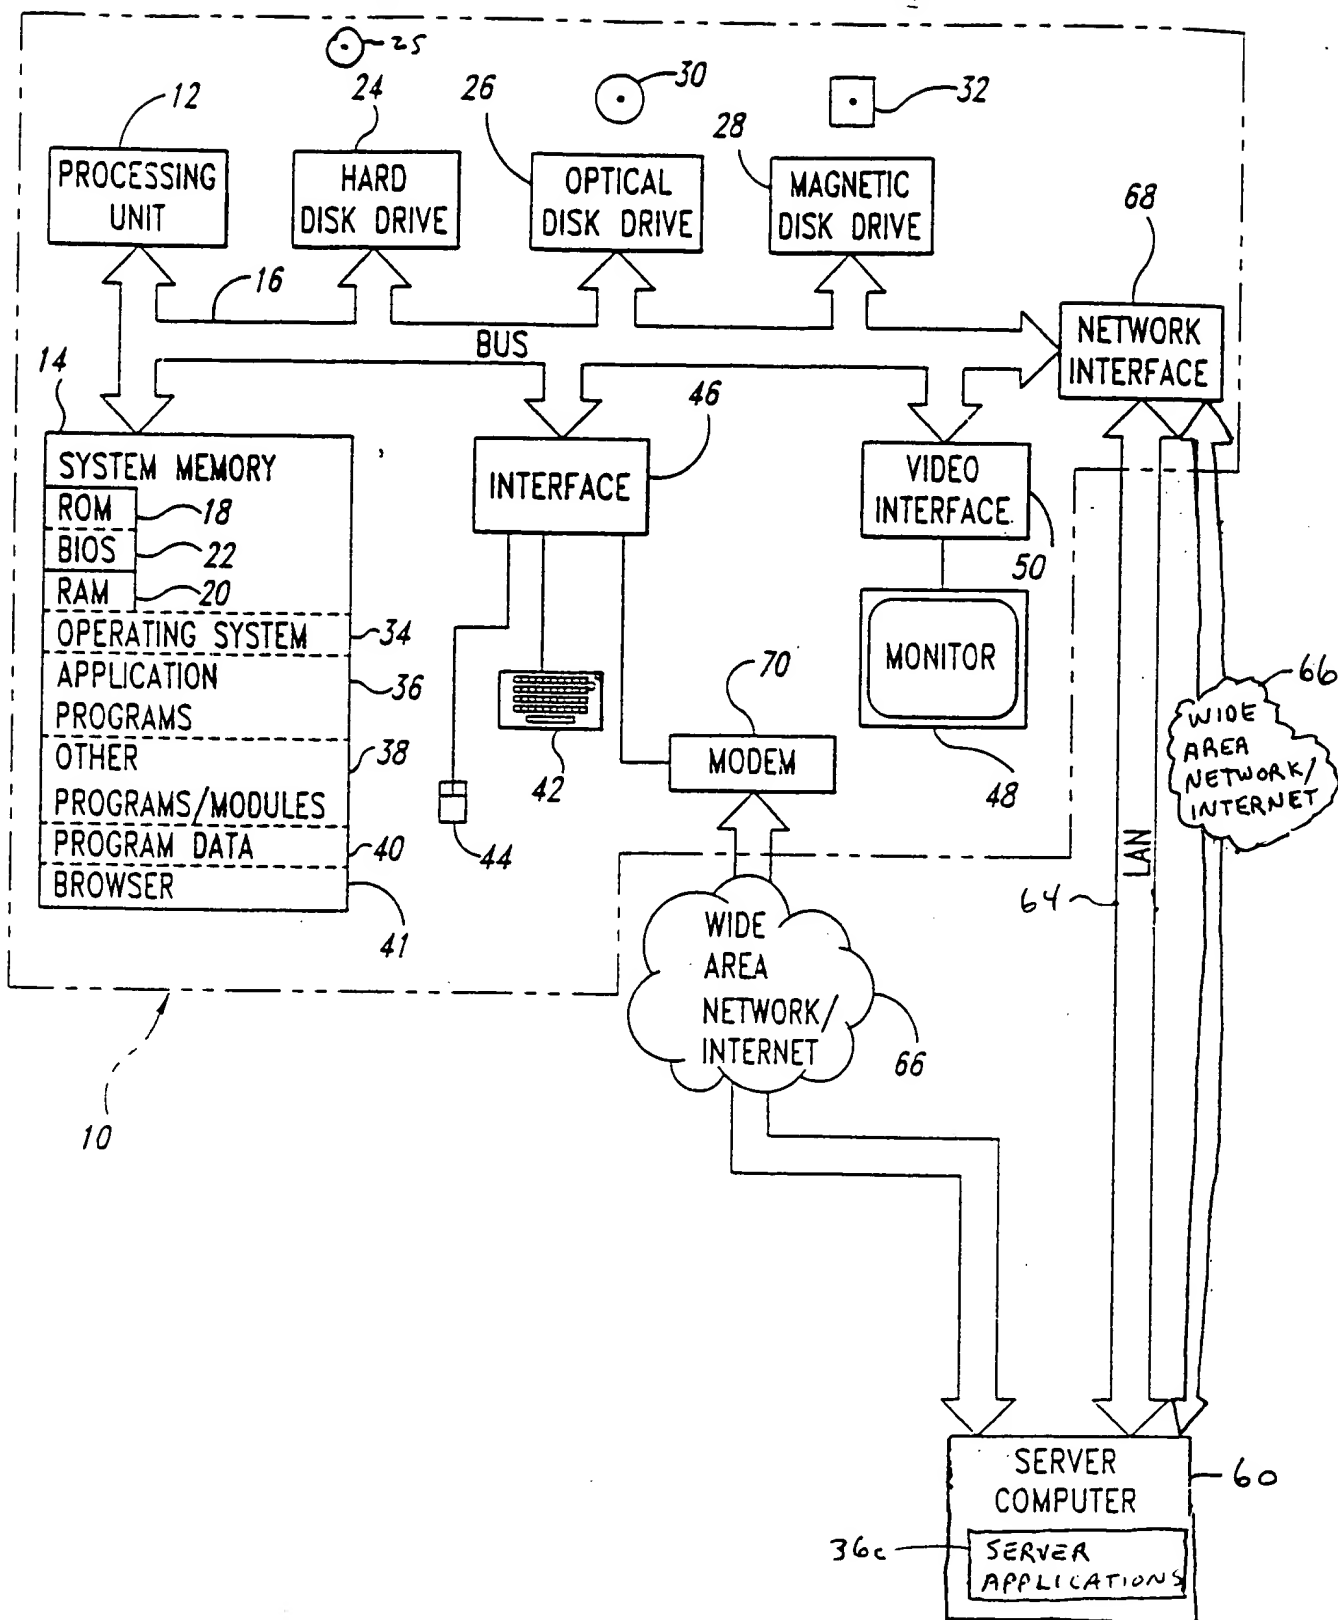 25
12
24
26
30
28
32
68
PROCESSING
UNIT
HARD
DISK DRIVE
OPTICAL
DISK DRIVE
MAGNETIC
DISK DRIVE
16
BUS
NETWORK
INTERFACE
14
46
SYSTEM MEMORY
ROM
18
BIOS
22
RAM
20
OPERATING SYSTEM
34
APPLICATION
PROGRAMS
36
OTHER
PROGRAMS/MODULES
38
PROGRAM DATA
40
BROWSER
41
INTERFACE
VIDEO
INTERFACE
50
MONITOR
48
42
44
70
MODEM
66
WIDE
AREA
NETWORK/
INTERNET
LAN
64
WIDE
AREA
NETWORK/
INTERNET
66
10
SERVER
COMPUTER
60
36c
SERVER
APPLICATIONS